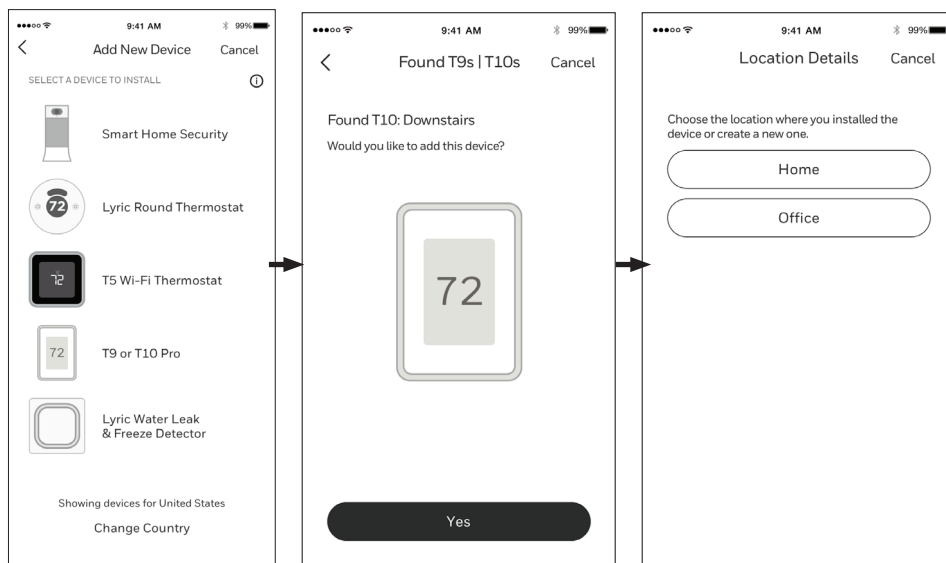 9:41 AM
99%
Add New Device
Cancel
SELECT A DEVICE TO INSTALL
i
Smart Home Security
72
Lyric Round Thermostat
72
T5 Wi-Fi Thermostat
72
T9 or T10 Pro
Lyric Water Leak
& Freeze Detector
Showing devices for United States
Change Country
9:41 AM
99%
Found T9s | T10s
Cancel
Found T10: Downstairs
Would you like to add this device?
72
Yes
9:41 AM
99%
Location Details
Cancel
Choose the location where you installed the
device or create a new one.
Home
Office